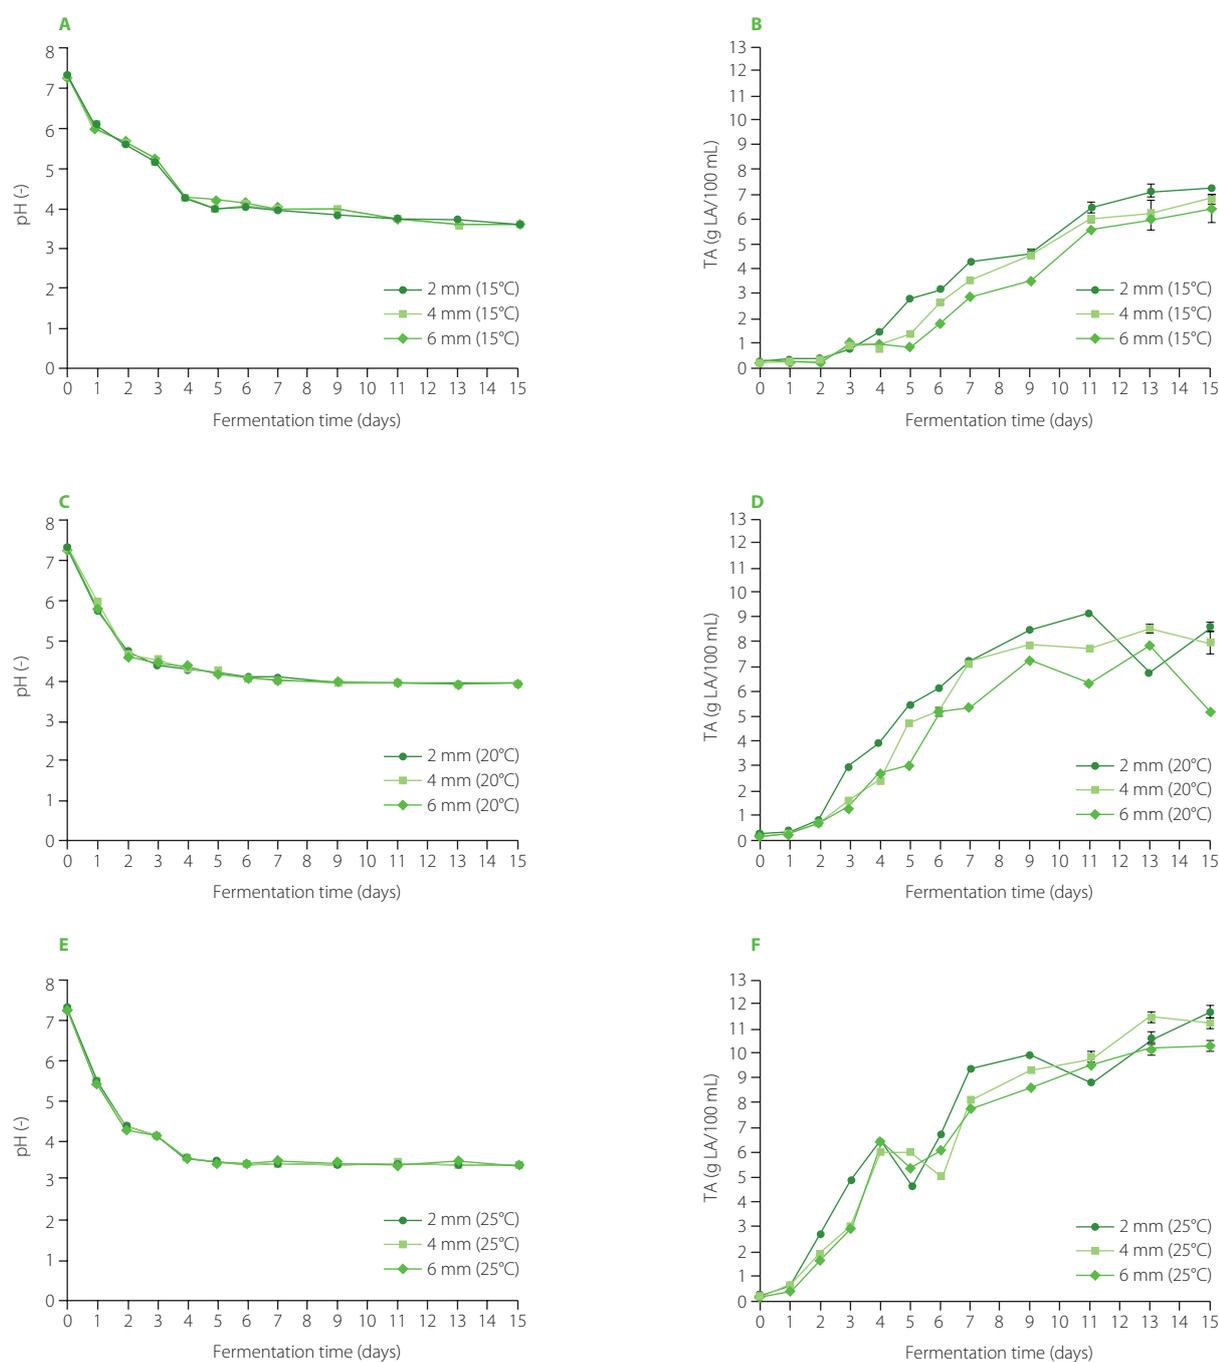 A
8
7
6
5
4
3
2
1
0
pH (-)
2 mm (15°C)
4 mm (15°C)
6 mm (15°C)
0 1 2 3 4 5 6 7 8 9 10 11 12 13 14 15
Fermentation time (days)
B
13
12
11
10
9
8
7
6
5
4
3
2
1
0
TA (g LA/100 mL)
2 mm (15°C)
4 mm (15°C)
6 mm (15°C)
0 1 2 3 4 5 6 7 8 9 10 11 12 13 14 15
Fermentation time (days)
C
8
7
6
5
4
3
2
1
0
pH (-)
2 mm (20°C)
4 mm (20°C)
6 mm (20°C)
0 1 2 3 4 5 6 7 8 9 10 11 12 13 14 15
Fermentation time (days)
D
13
12
11
10
9
8
7
6
5
4
3
2
1
0
TA (g LA/100 mL)
2 mm (20°C)
4 mm (20°C)
6 mm (20°C)
0 1 2 3 4 5 6 7 8 9 10 11 12 13 14 15
Fermentation time (days)
E
8
7
6
5
4
3
2
1
0
pH (-)
2 mm (25°C)
4 mm (25°C)
6 mm (25°C)
0 1 2 3 4 5 6 7 8 9 10 11 12 13 14 15
Fermentation time (days)
F
13
12
11
10
9
8
7
6
5
4
3
2
1
0
TA (g LA/100 mL)
2 mm (25°C)
4 mm (25°C)
6 mm (25°C)
0 1 2 3 4 5 6 7 8 9 10 11 12 13 14 15
Fermentation time (days)